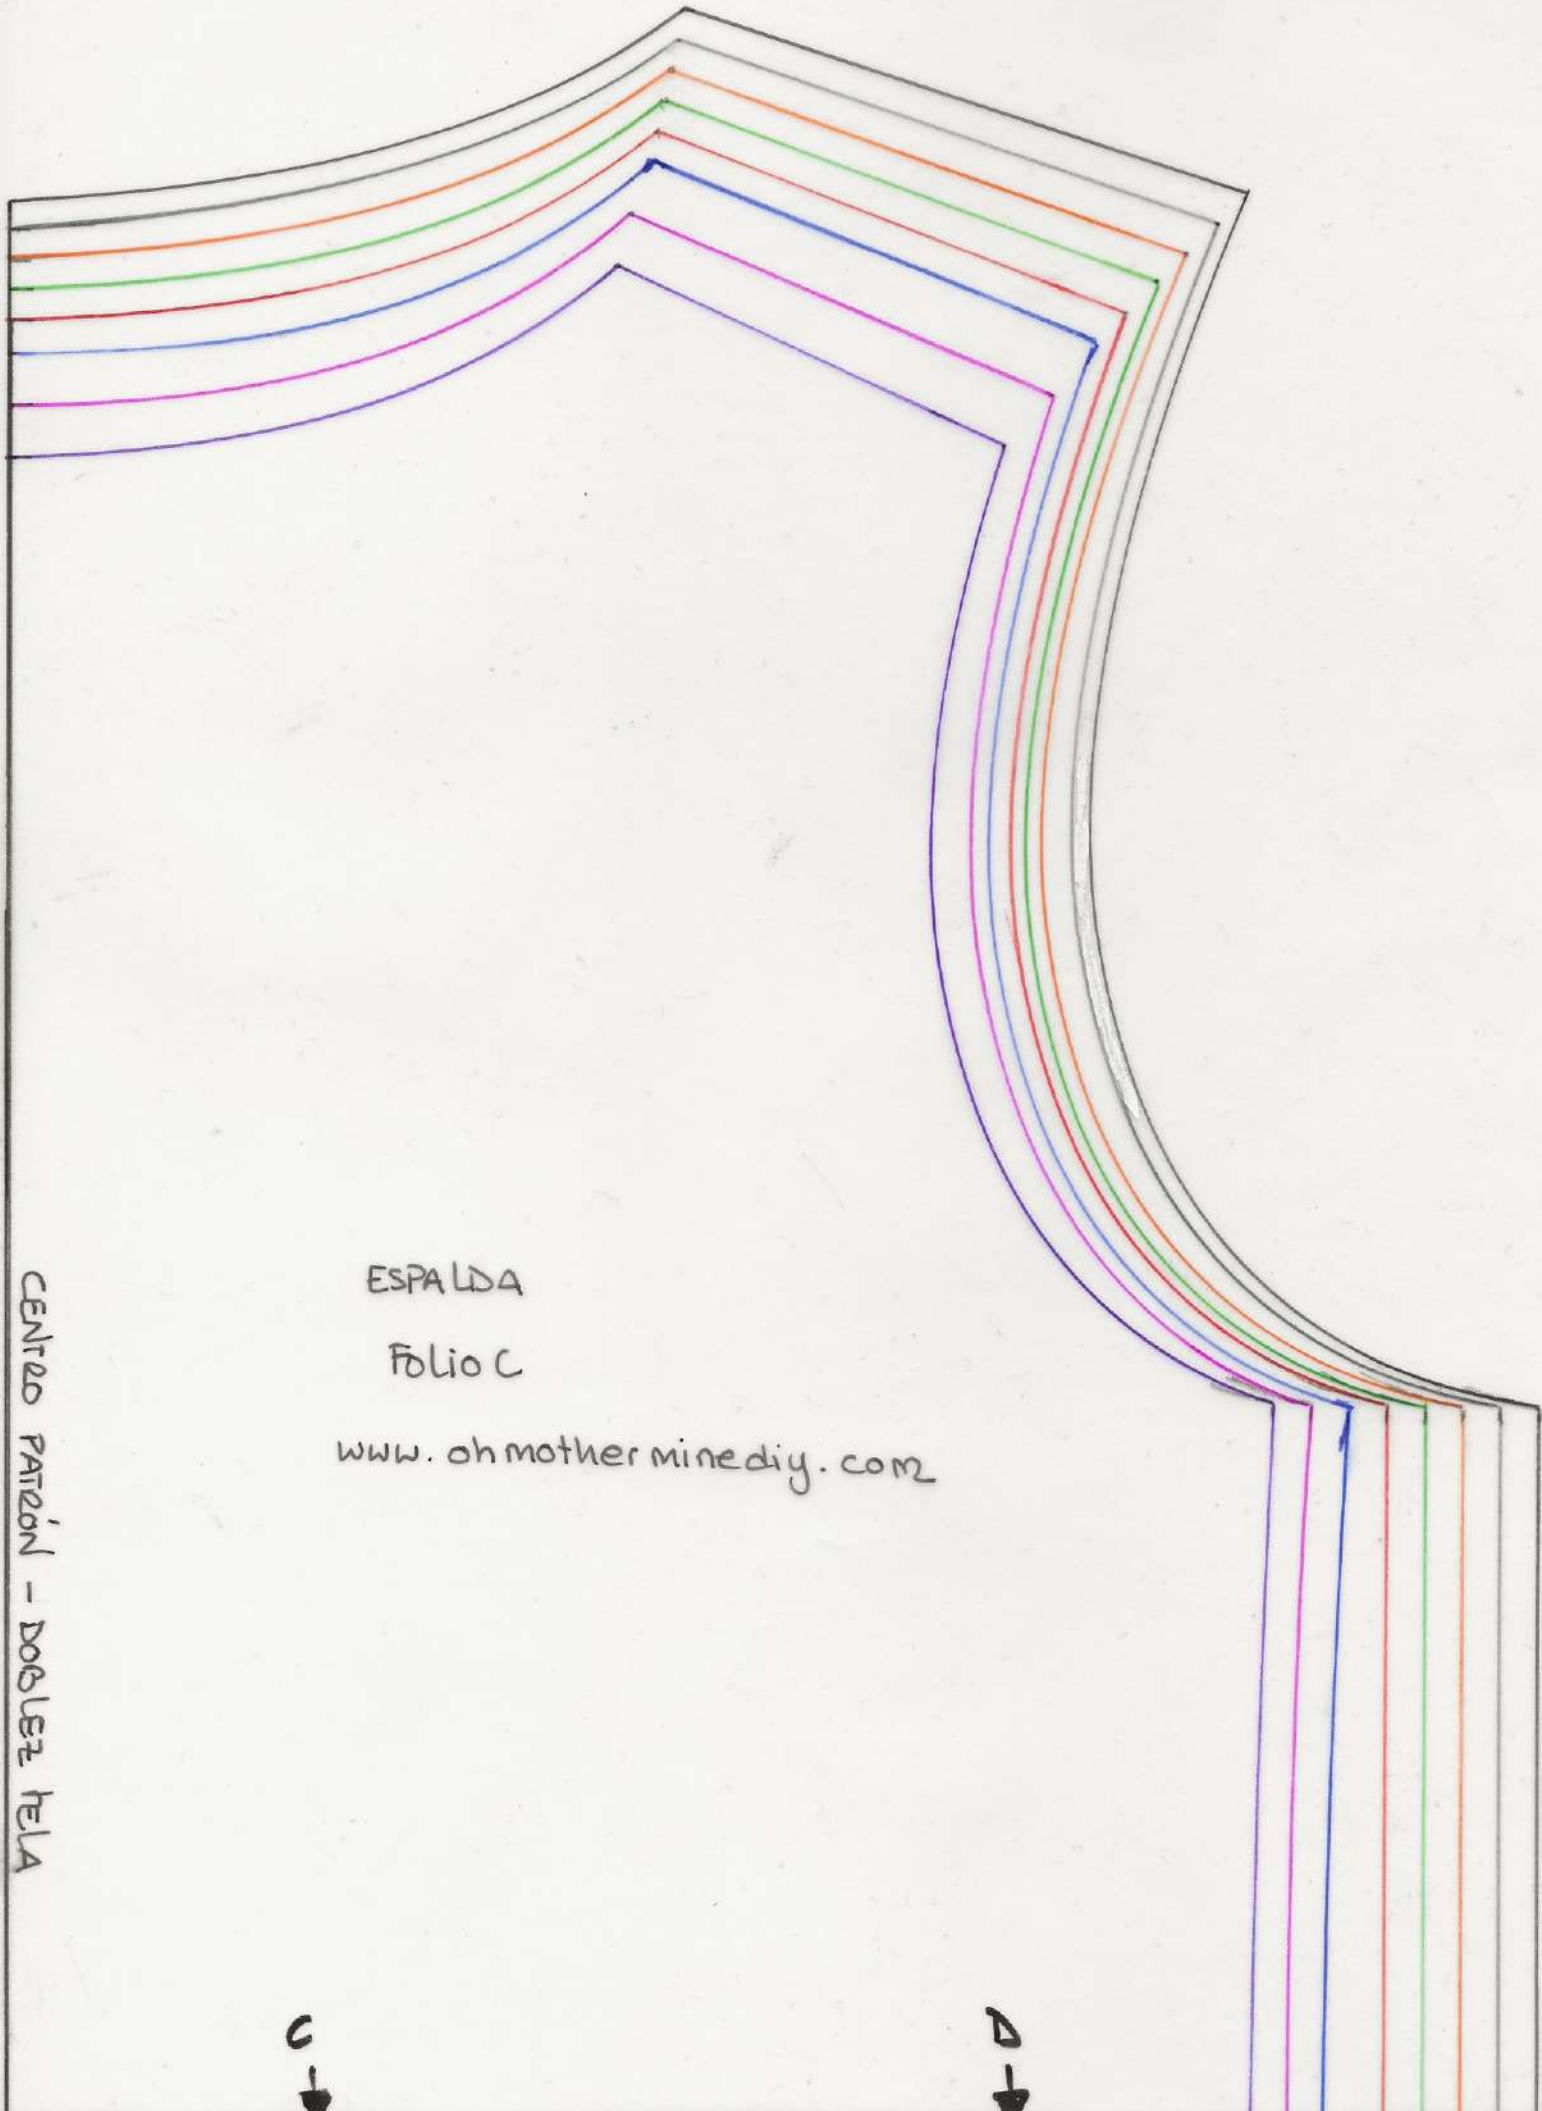 ESPALDA
Folio C
www.ohmotherminediy.com
CENTRO PATRÓN - DOBLEZ TELA
C
D